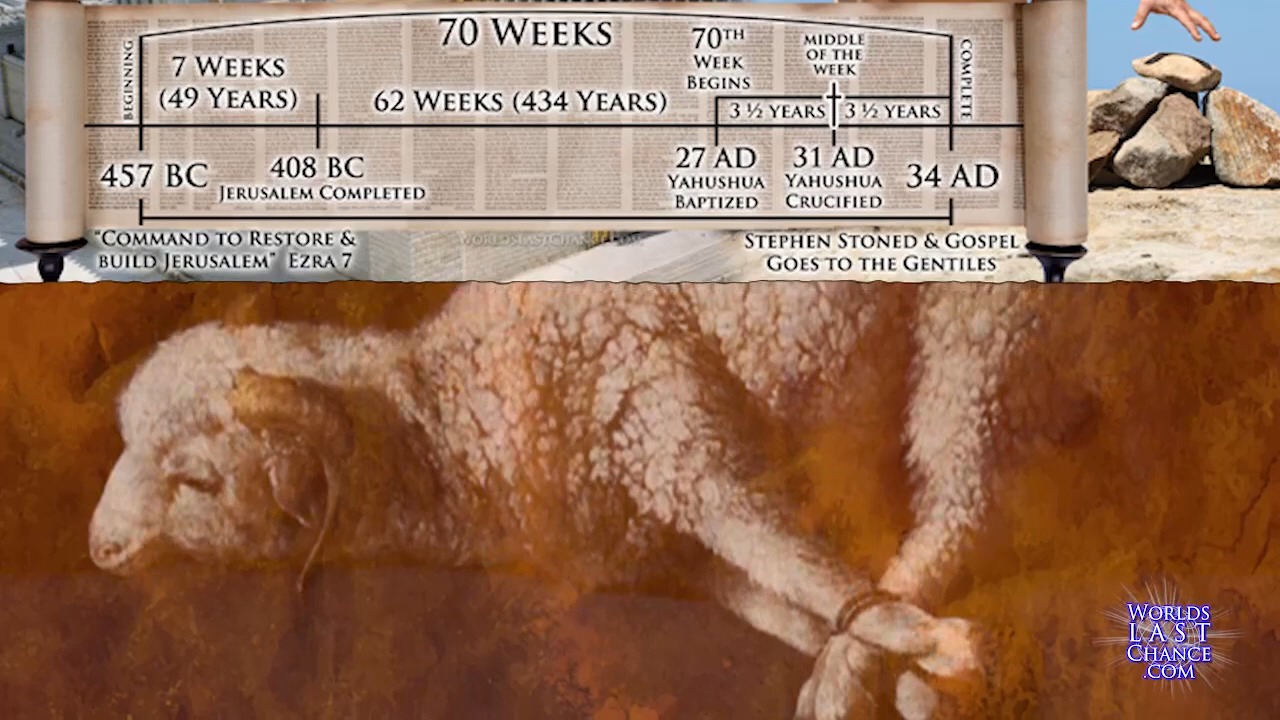 70 WEEKS
BEGINNING
7 WEEKS
(49 YEARS)
62 WEEKS (434 YEARS)
70TH
WEEK
BEGINS
MIDDLE
OF THE
WEEK
COMPLETE
3 ½ YEARS
3 ½ YEARS
457 BC
408 BC
JERUSALEM COMPLETED
27 AD
YAHUSHUA
BAPTIZED
31 AD
YAHUSHUA
CRUCIFIED
34 AD
"COMMAND TO RESTORE &
BUILD JERUSALEM" EZRA 7
WORLDSLASTCHANCE.COM
STEPHEN STONED & GOSPEL
GOES TO THE GENTILES
WORLDS
LAST
CHANCE
.COM